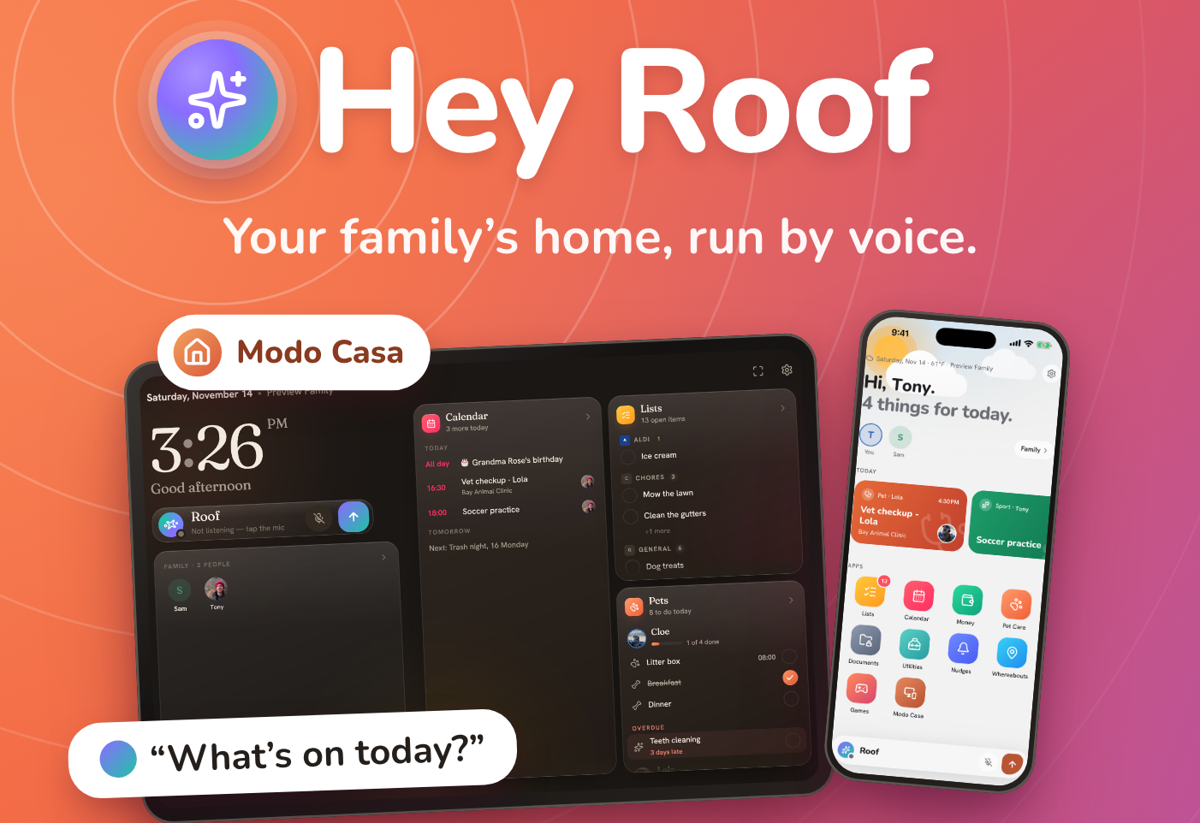 Hey Roof
Your family’s home, run by voice.
Modo Casa
Saturday, November 14 • Preview Family
3:26 PM
Good afternoon
Roof
Not listening — tap the mic
FAMILY · 2 PEOPLE
S
Sam
Tony
Calendar
3 more today
TODAY
All day Grandma Rose's birthday
16:30 Vet checkup - Lola
Bay Animal Clinic
18:00 Soccer practice
TOMORROW
Next: Trash night, 16 Monday
Lists
13 open items
A ALDI 1
Ice cream
C CHORES 3
Mow the lawn
Clean the gutters
+1 more
G GENERAL 6
Dog treats
Pets
8 to do today
Cloe
1 of 4 done
Litter box 08:00
Breakfast
Dinner
OVERDUE
Teeth cleaning
3 days late
“What’s on today?”
9:41
Saturday, Nov 14 · 61°F · Preview Family
Hi, Tony.
4 things for today.
T
S
You
Sam
Family
TODAY
Pet · Lola 4:30 PM
Vet checkup -
Lola
Bay Animal Clinic
Sport · Tony
Soccer practice
APPS
13
Lists
Calendar
Money
Pet Care
Documents
Utilities
Nudges
Whereabouts
Games
Modo Casa
Roof